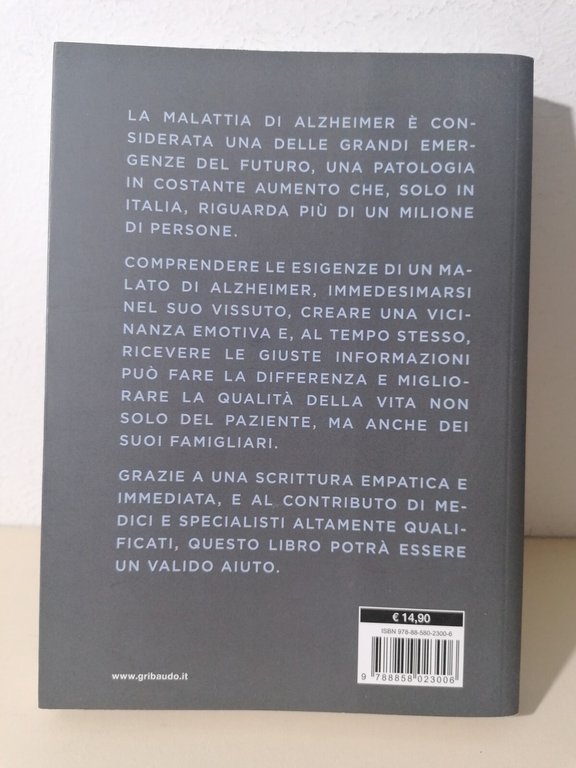 LA MALATTIA DI ALZHEIMER È CON-
SIDERATA UNA DELLE GRANDI EMER-
GENZE DEL FUTURO, UNA PATOLOGIA
IN COSTANTE AUMENTO CHE, SOLO IN
ITALIA, RIGUARDA PIÙ DI UN MILIONE
DI PERSONE.
COMPRENDERE LE ESIGENZE DI UN MA-
LATO DI ALZHEIMER, IMMEDESIMARSI
NEL SUO VISSUTO, CREARE UNA VICI-
NANZA EMOTIVA E, AL TEMPO STESSO,
RICEVERE LE GIUSTE INFORMAZIONI
PUÒ FARE LA DIFFERENZA E MIGLIO-
RARE LA QUALITÀ DELLA VITA NON
SOLO DEL PAZIENTE, MA ANCHE DEI
SUOI FAMIGLIARI.
GRAZIE A UNA SCRITTURA EMPATICA E
IMMEDIATA, E AL CONTRIBUTO DI ME-
DICI E SPECIALISTI ALTAMENTE QUALI-
FICATI, QUESTO LIBRO POTRÀ ESSERE
UN VALIDO AIUTO.
€ 14,90
ISBN 978-88-580-2300-6
9 788858 023006
www.gribaudo.it